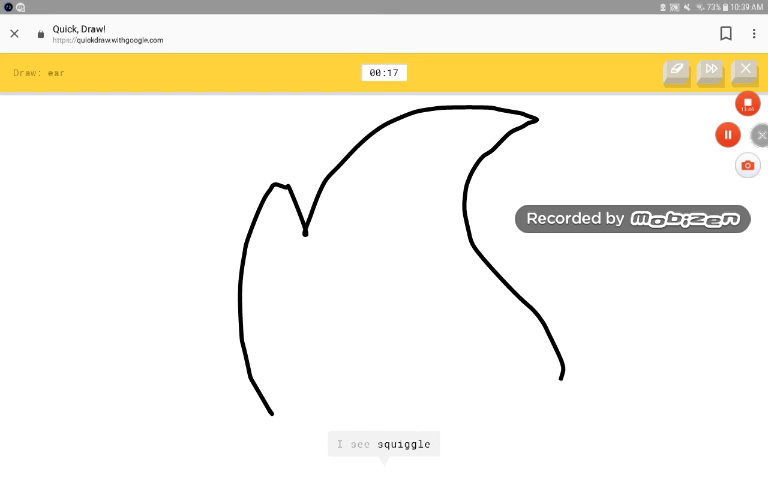 73% 10:39 AM
Quick, Draw!
https://quickdraw.withgoogle.com
Draw: ear
00:17
Recorded by mobizen
I see squiggle